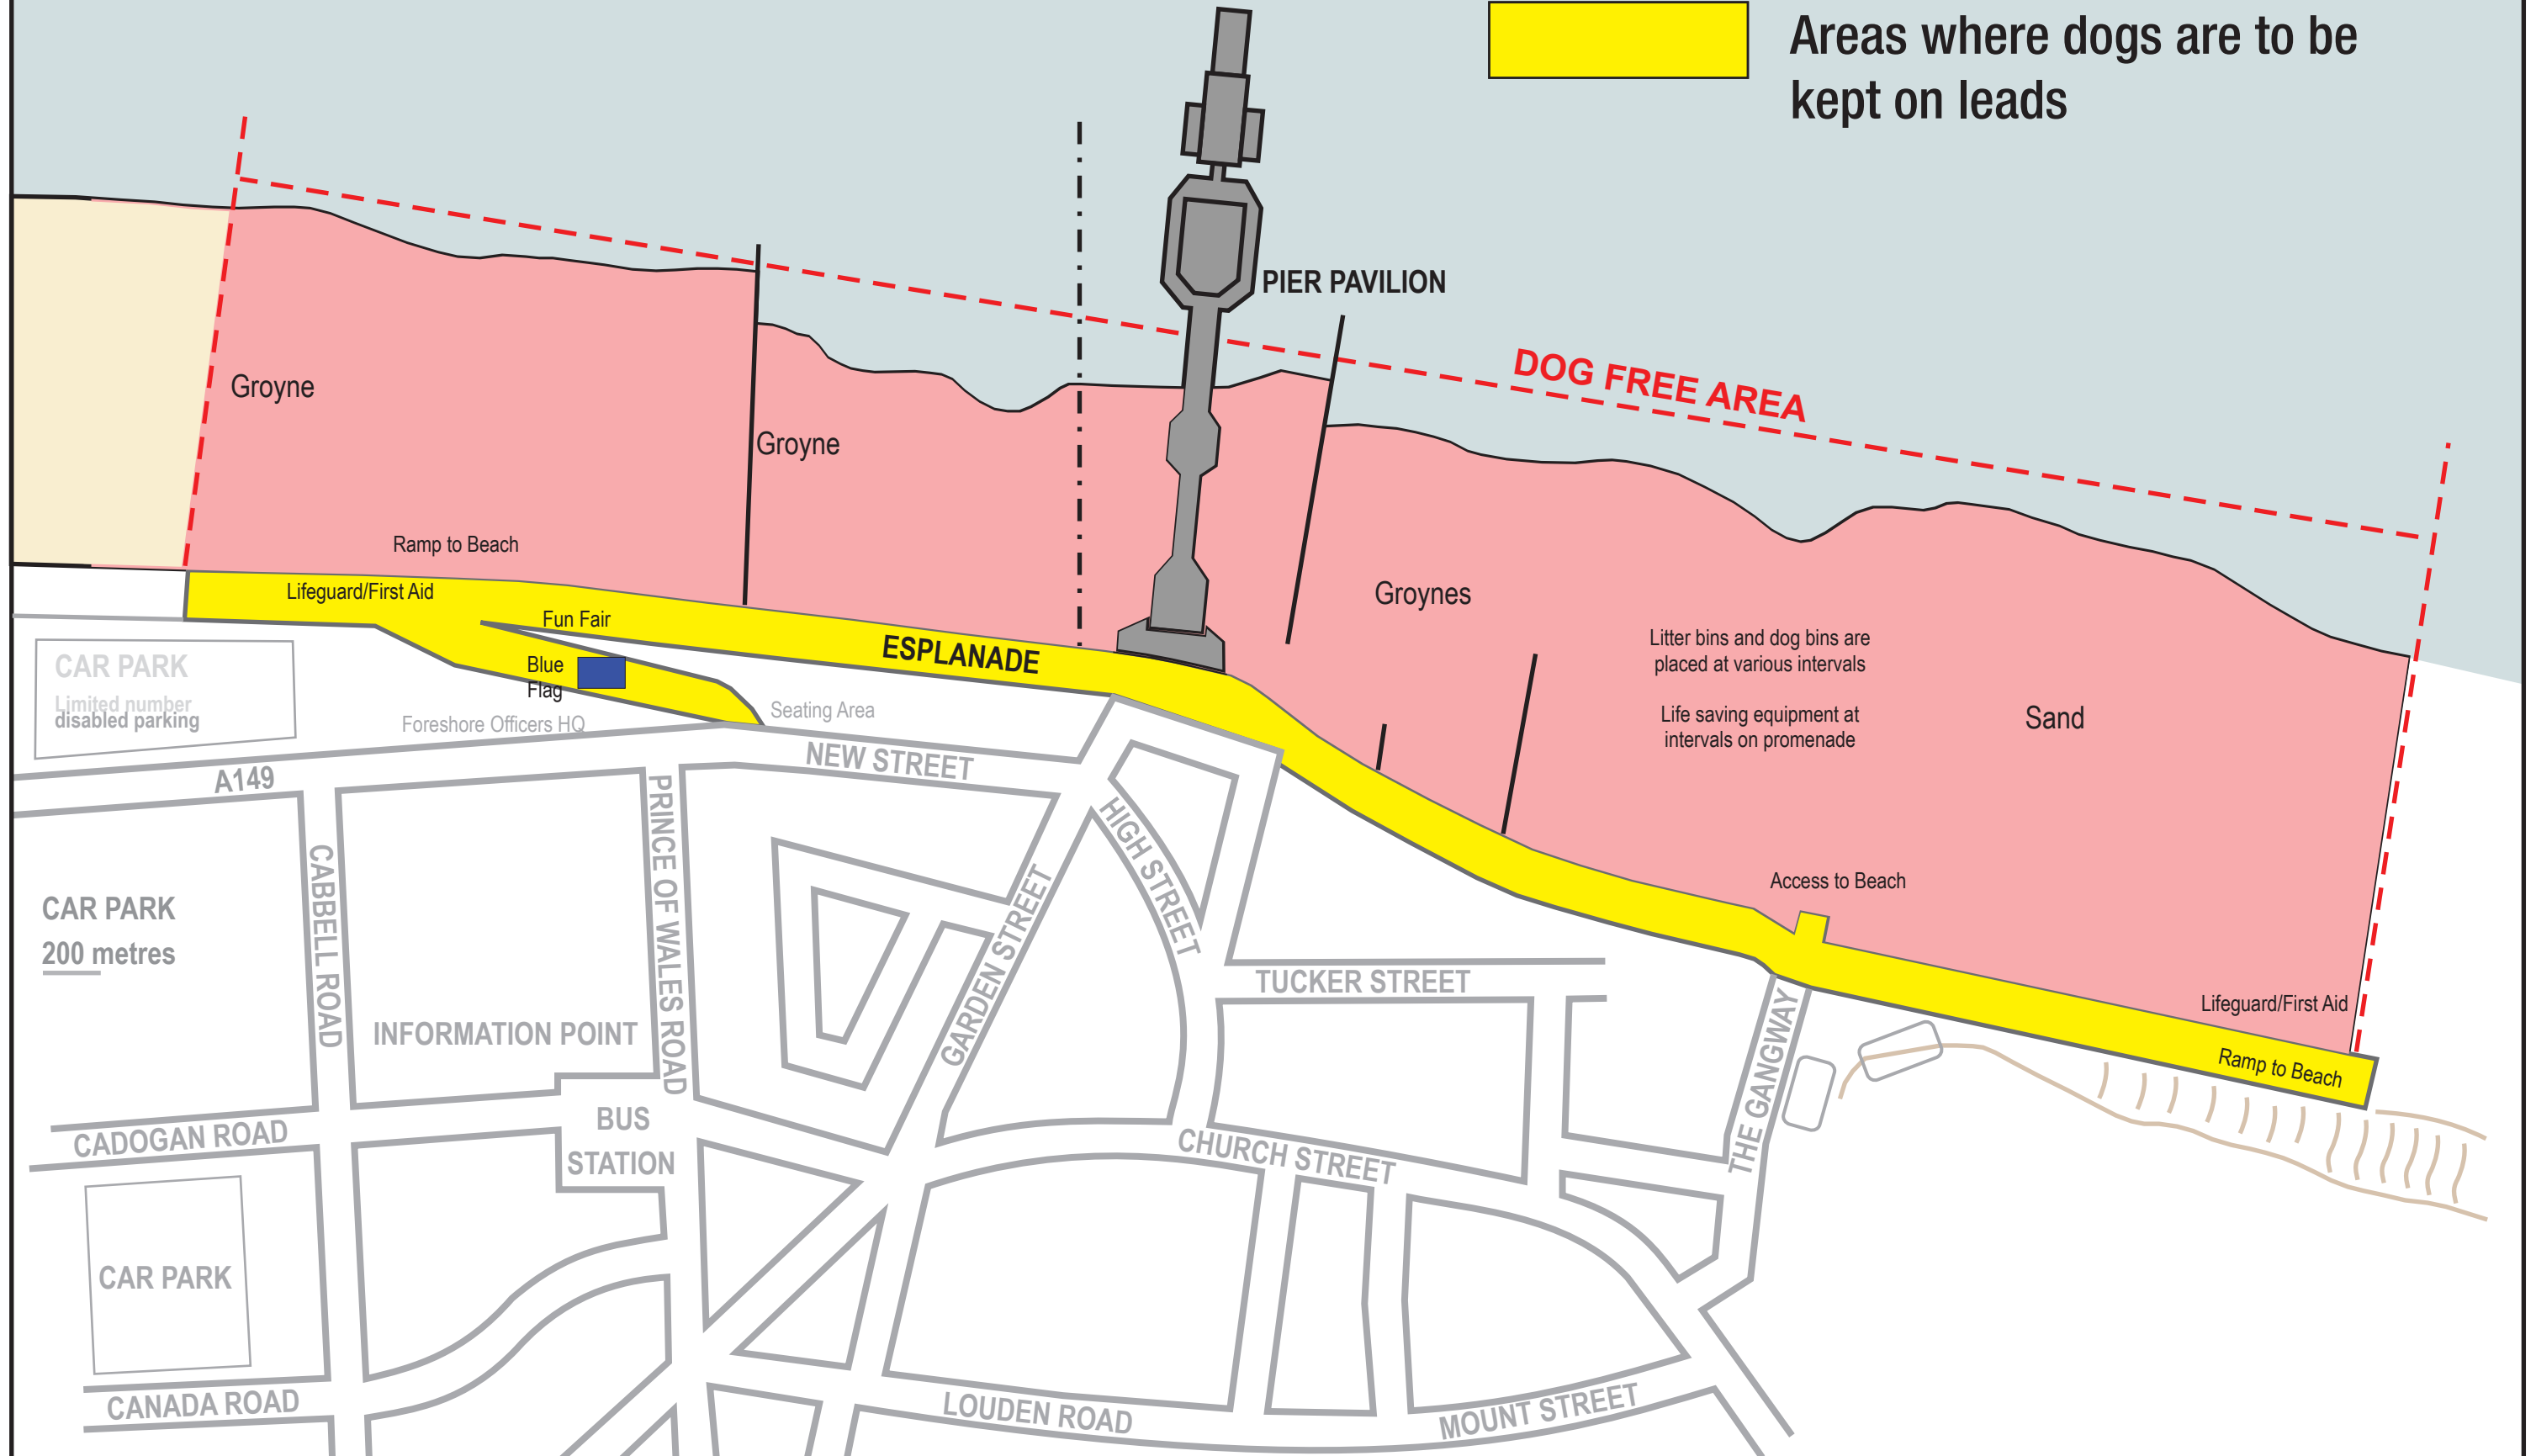 Areas where dogs are to be
kept on leads
PIER PAVILION
DOG FREE AREA
Groyne
Groyne
Ramp to Beach
Groynes
Lifeguard/First Aid
Fun Fair
Litter bins and dog bins are
placed at various intervals
ESPLANADE
Blue
Flag
CAR PARK
Limited number
disabled parking
Seating Area
Foreshore Officers HQ
Life saving equipment at
intervals on promenade
Sand
NEW STREET
A149
PRINCE OF WALES ROAD
HIGH STREET
CABBELL ROAD
GARDEN STREET
Access to Beach
CAR PARK
200 metres
TUCKER STREET
Lifeguard/First Aid
INFORMATION POINT
THE GANGWAY
Ramp to Beach
BUS
STATION
CADOGAN ROAD
CHURCH STREET
CAR PARK
CANADA ROAD
LOUDEN ROAD
MOUNT STREET